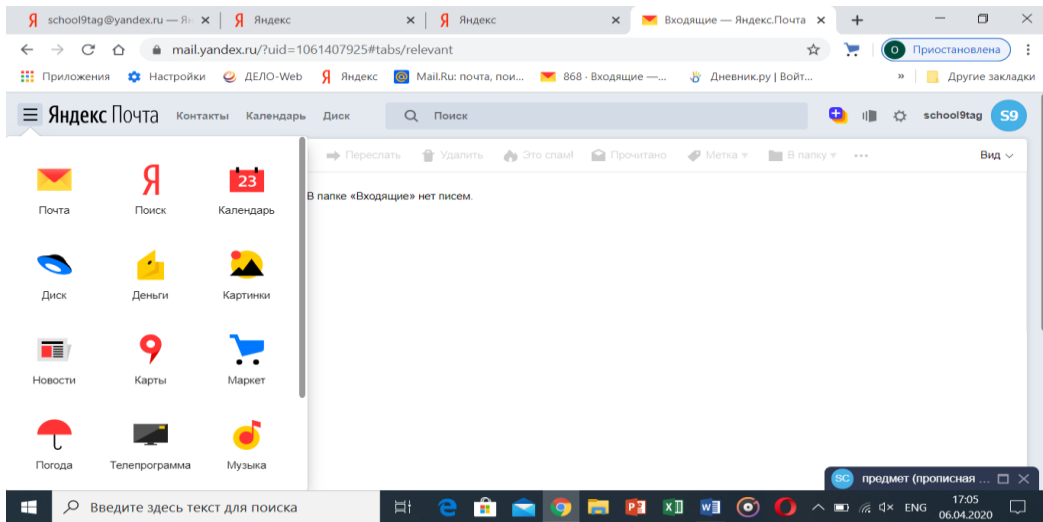 school9tag@yandex.ru — Ян
Яндекс
Яндекс
Входящие — Яндекс.Почта
mail.yandex.ru/?uid=1061407925#tabs/relevant
О Приостановлена
Приложения Настройки ДЕЛО-Web Яндекс Mail.Ru: почта, пои... 868 · Входящие —... Дневник.ру | Войт... » Другие закладки
Яндекс Почта Контакты Календарь Диск Поиск school9tag S9
Переслать Удалить Это спам! Прочитано Метка В папку ... Вид
В папке «Входящие» нет писем.
Я 23
Почта Поиск Календарь
Диск Деньги Картинки
Новости Карты Маркет
Погода Телепрограмма Музыка
SC предмет (прописная ...
Введите здесь текст для поиска
ENG
17:05
06.04.2020